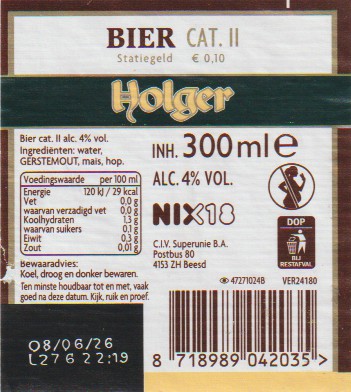 BIER CAT. II
Statiegeld € 0,10
Holger
Bier cat. II alc. 4% vol.
Ingrediënten: water,
GERSTEMOUT, mais, hop.
Voedingswaarde per 100 ml
Energie 120 kJ / 29 kcal
Vet 0,0 g
waarvan verzadigd vet 0,0 g
Koolhydraten 1,3 g
waarvan suikers 0,1 g
Eiwit 0,3 g
Zout 0,01 g
Bewaaradvies:
Koel, droog en donker bewaren.
Ten minste houdbaar tot en met, vaak
goed na deze datum. Kijk, ruik en proef.
INH. 300 ml e
ALC. 4% VOL.
NIX18
C.I.V. Superunie B.A.
Postbus 80
4153 ZH Beesd
DOP
BIJ
RESTAFVAL
47271024B VER24180
08/06/26
L276 22:19
8 718989 042035 >